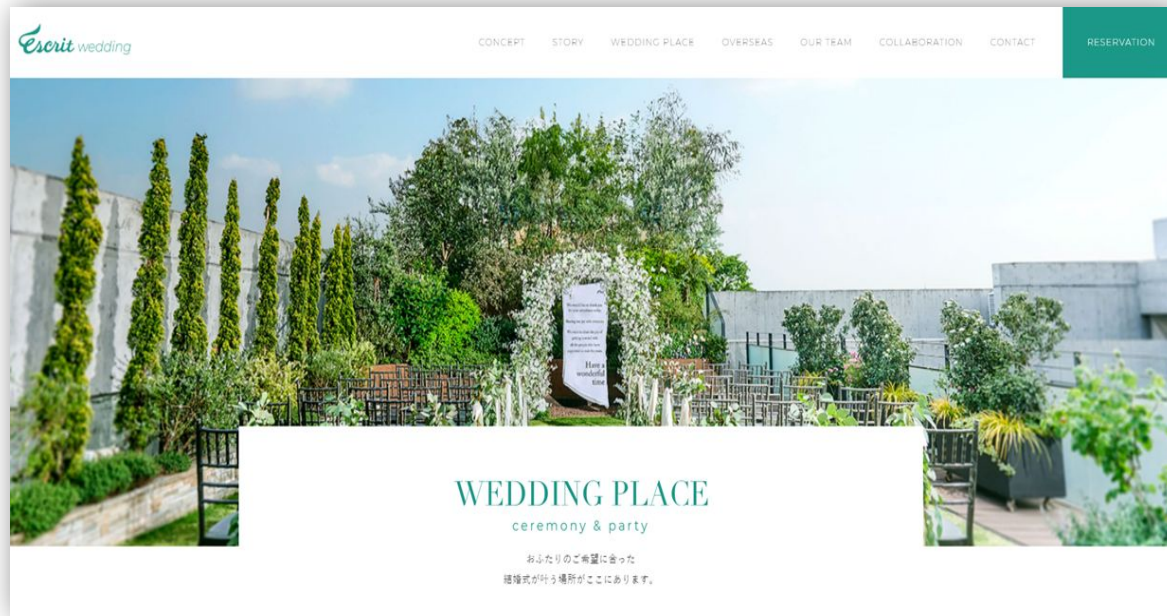 Escrit wedding
CONCEPT STORY WEDDING PLACE OVERSEAS OUR TEAM COLLABORATION CONTACT RESERVATION
Have a
wonderful
time
WEDDING PLACE
ceremony & party
おふたりのご希望に合った
結婚式が叶う場所がここにあります。